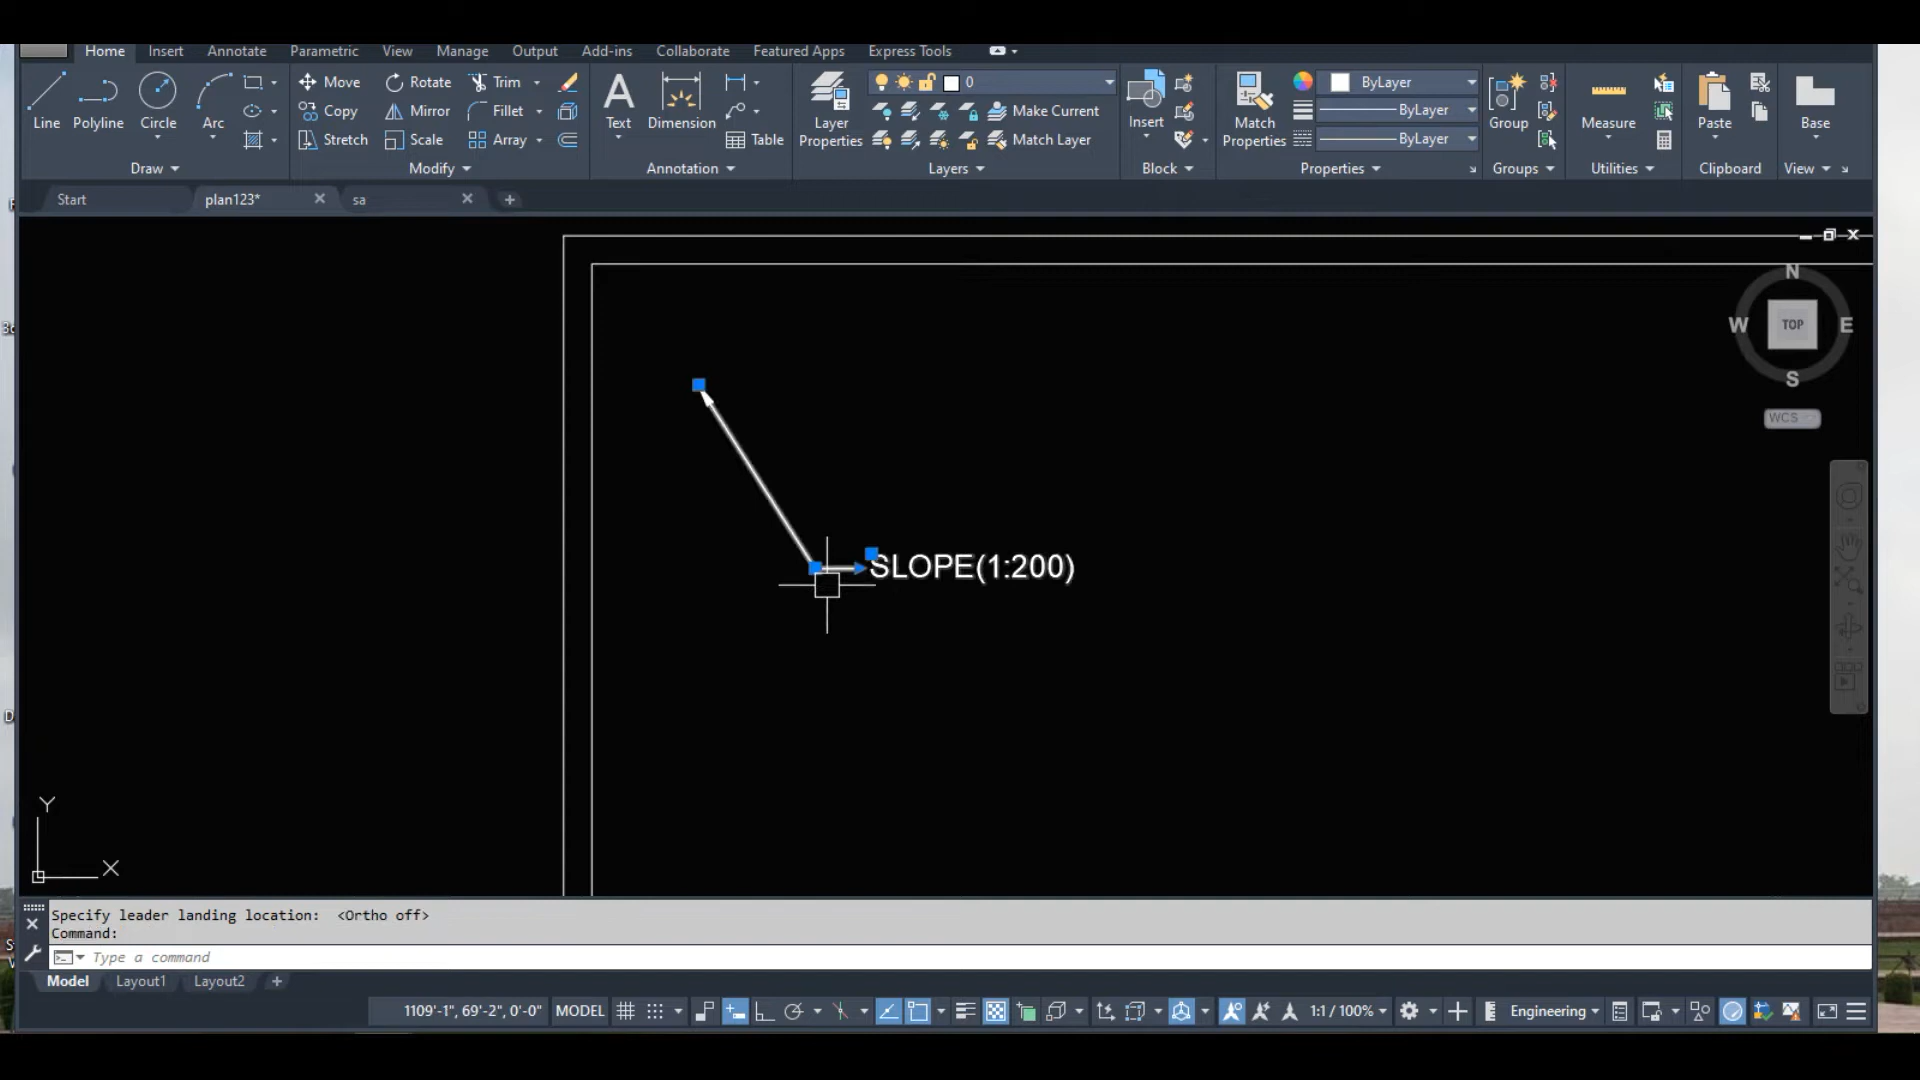 Home Insert Annotate Parametric View Manage Output Add-ins Collaborate Featured Apps Express Tools
Line Polyline Circle Arc
Move Rotate Trim
Copy Mirror Fillet
Stretch Scale Array
Text Dimension Table
Layer Properties
0
Make Current
Match Layer
Insert
Match Properties
ByLayer
ByLayer
ByLayer
Group Measure Paste Base
Draw Modify Annotation Layers Block Properties Groups Utilities Clipboard View
Start plan123* sa
N
W TOP E
S
WCS
SLOPE(1:200)
Y
X
Specify leader landing location: <Ortho off>
Command:
Type a command
Model Layout1 Layout2
1109'-1", 69'-2", 0'-0" MODEL 1:1 / 100% Engineering